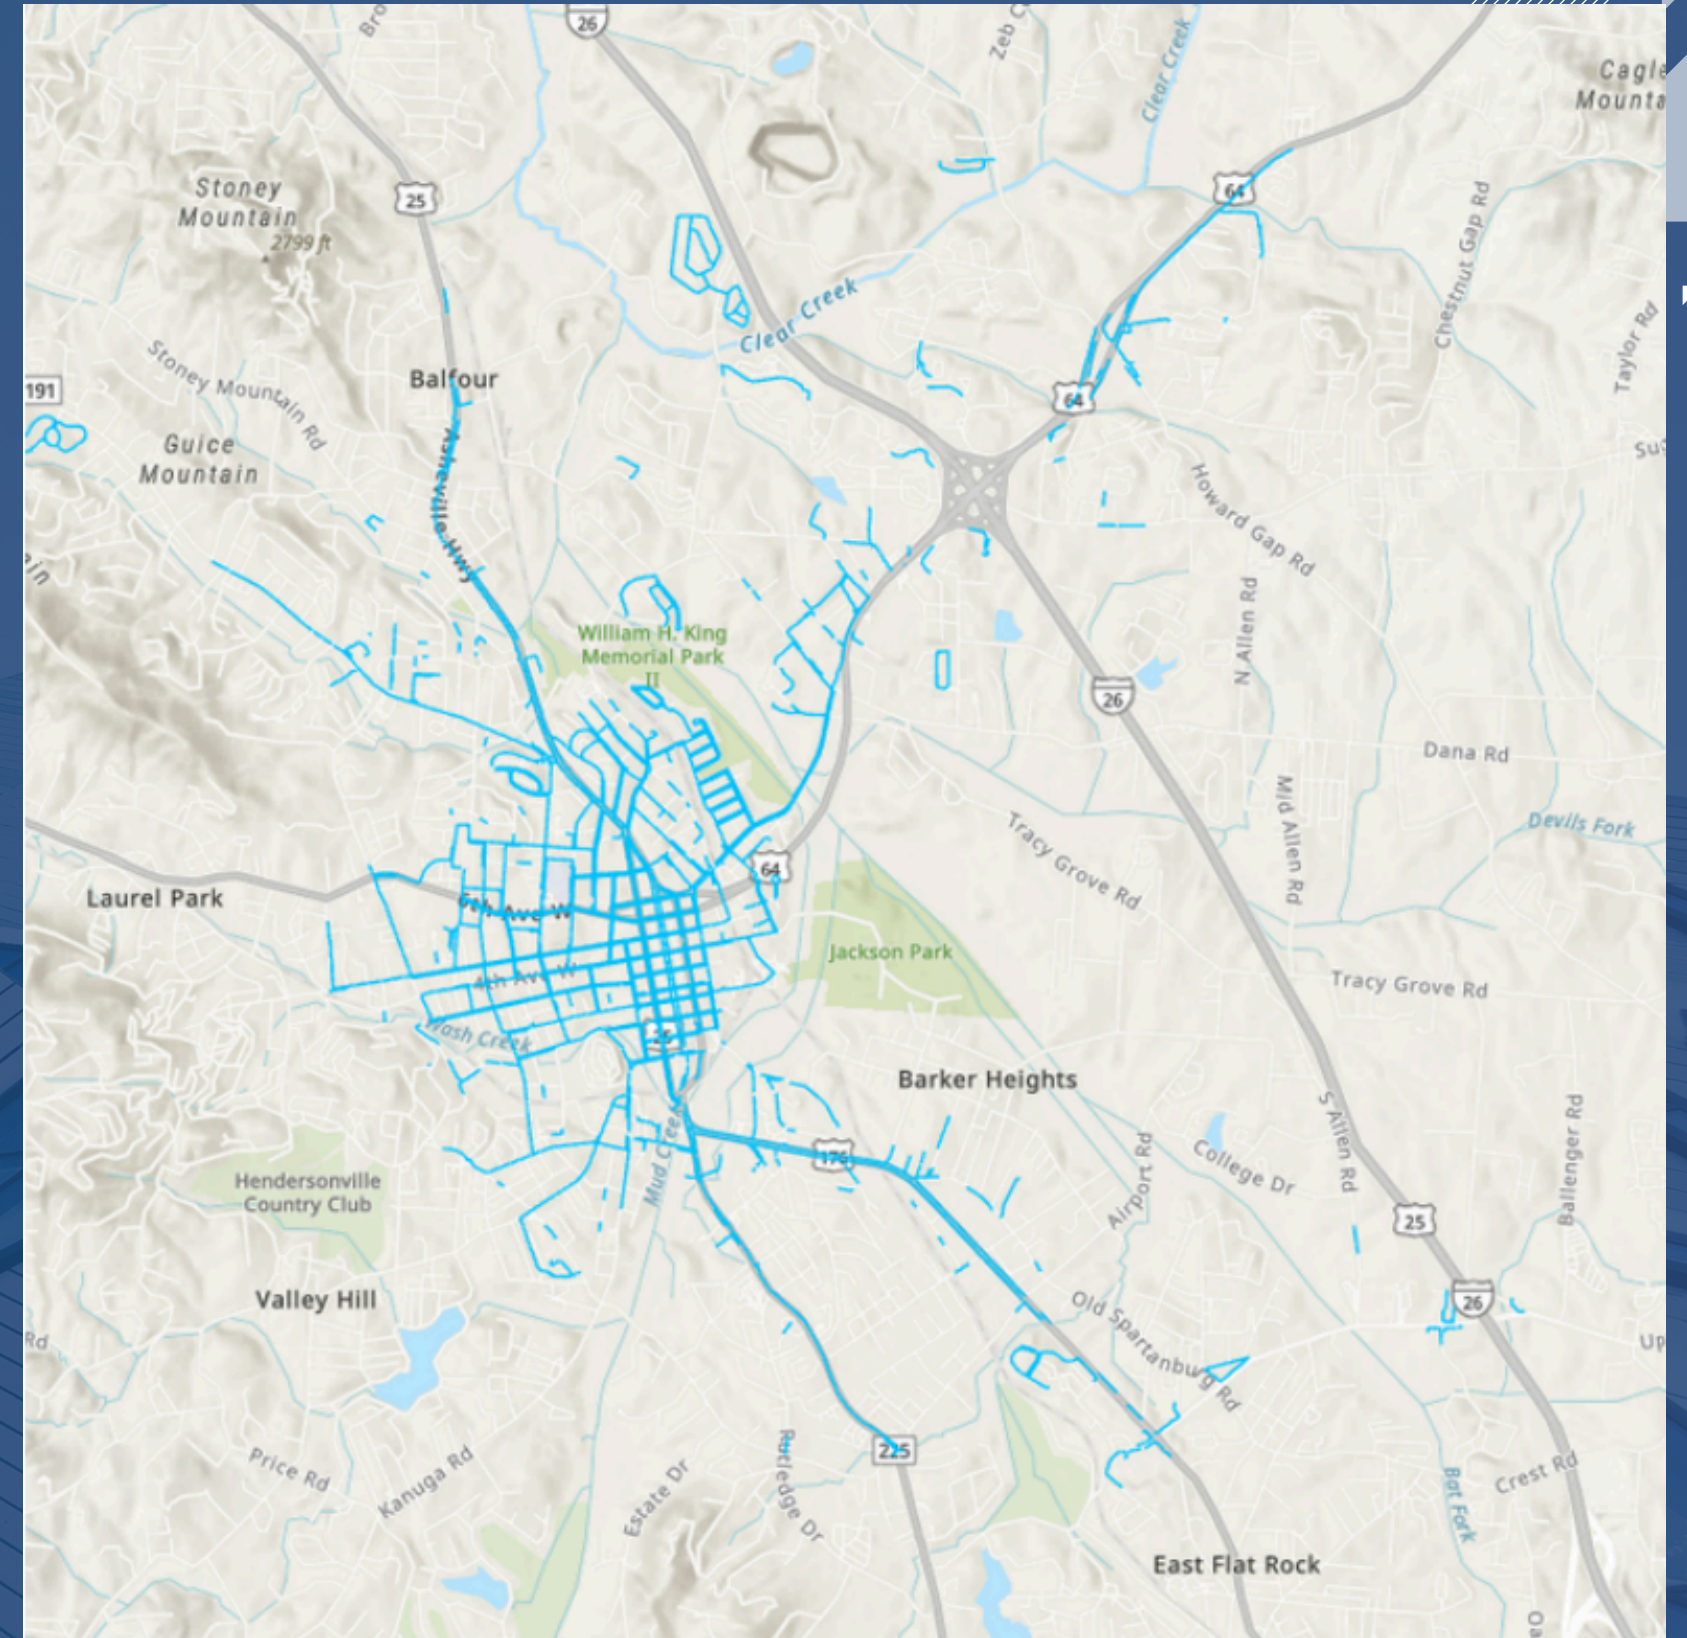 26
Clear Creek
Cagle
Mounta
Stoney
Mountain
2799 ft
25
64
Chestnut Gap Rd
Clear Creek
Taylor Rd
Stoney Mountain Rd
Balfour
191
64
Guice
Mountain
Asheville Hwy
Howard Gap Rd
N Allen Rd
William H. King
Memorial Park
II
26
Dana Rd
Mid Allen Rd
Devils Fork
Tracy Grove Rd
64
Laurel Park
6th Ave W
Jackson Park
4th Ave W
Tracy Grove Rd
Wash Creek
25
Barker Heights
S Allen Rd
Ballenger Rd
Mud Creek
176
Airport Rd
College Dr
Hendersonville
Country Club
25
Valley Hill
26
Old Spartanburg Rd
Rd
Up
225
Price Rd
Kanuga Rd
Estate Dr
Rutledge Dr
Bat Fork
Crest Rd
East Flat Rock